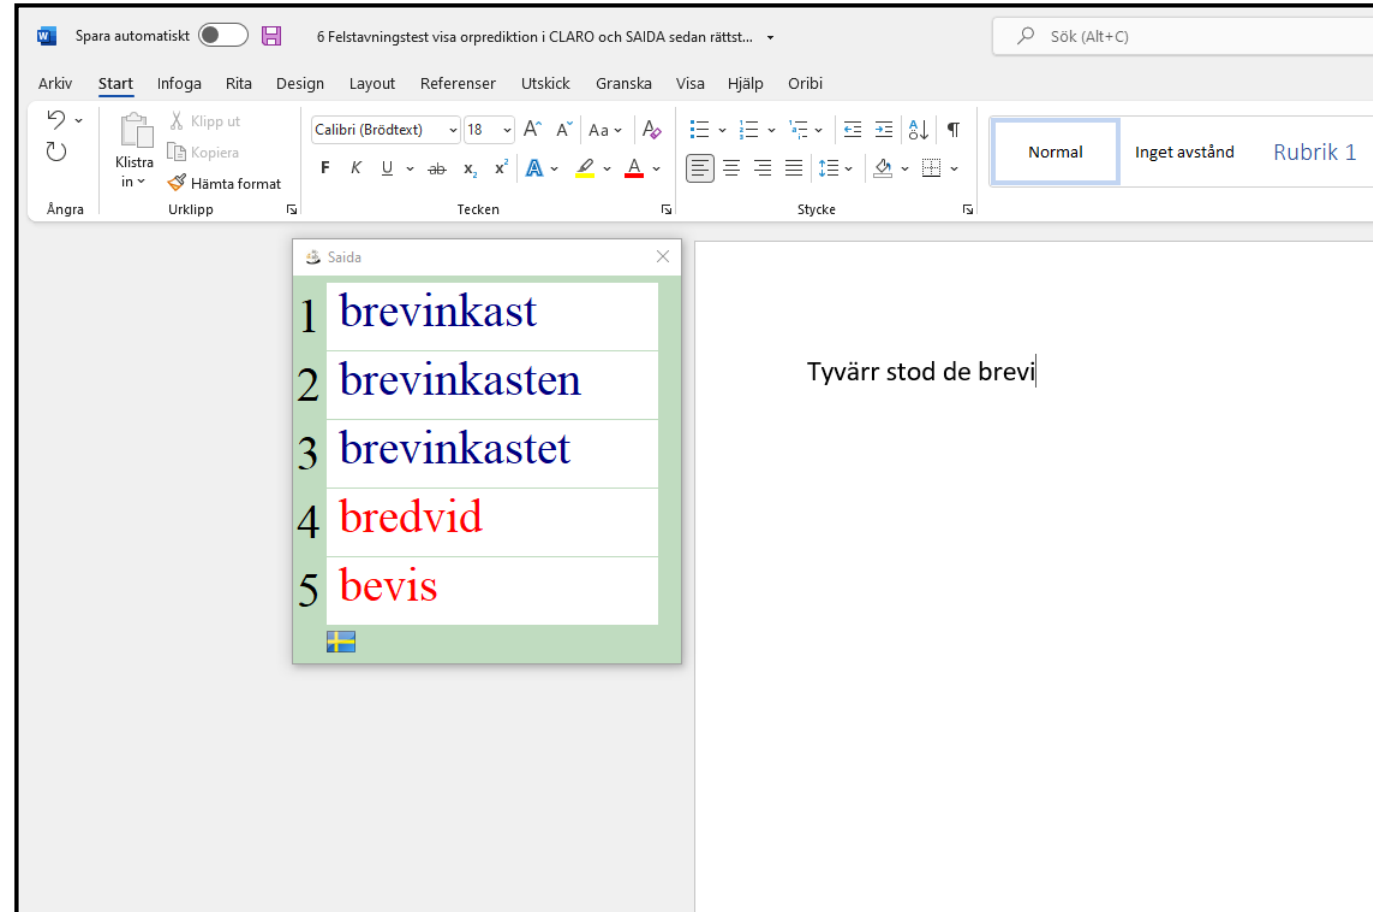 Spara automatiskt 6 Felstavningstest visa orprediktion i CLARO och SAIDA sedan rättst... Sök (Alt+C)
Arkiv Start Infoga Rita Design Layout Referenser Utskick Granska Visa Hjälp Oribi
Klistra in
Klipp ut
Kopiera
Hämta format
Calibri (Brödtext) 18 A A Aa A
F K U ab x₂ x² A A
Normal Inget avstånd Rubrik 1
Ångra Urklipp Tecken Stycke
Saida
1 brevinkast
2 brevinkasten
3 brevinkastet
4 bredvid
5 bevis
Tyvärr stod de brevi